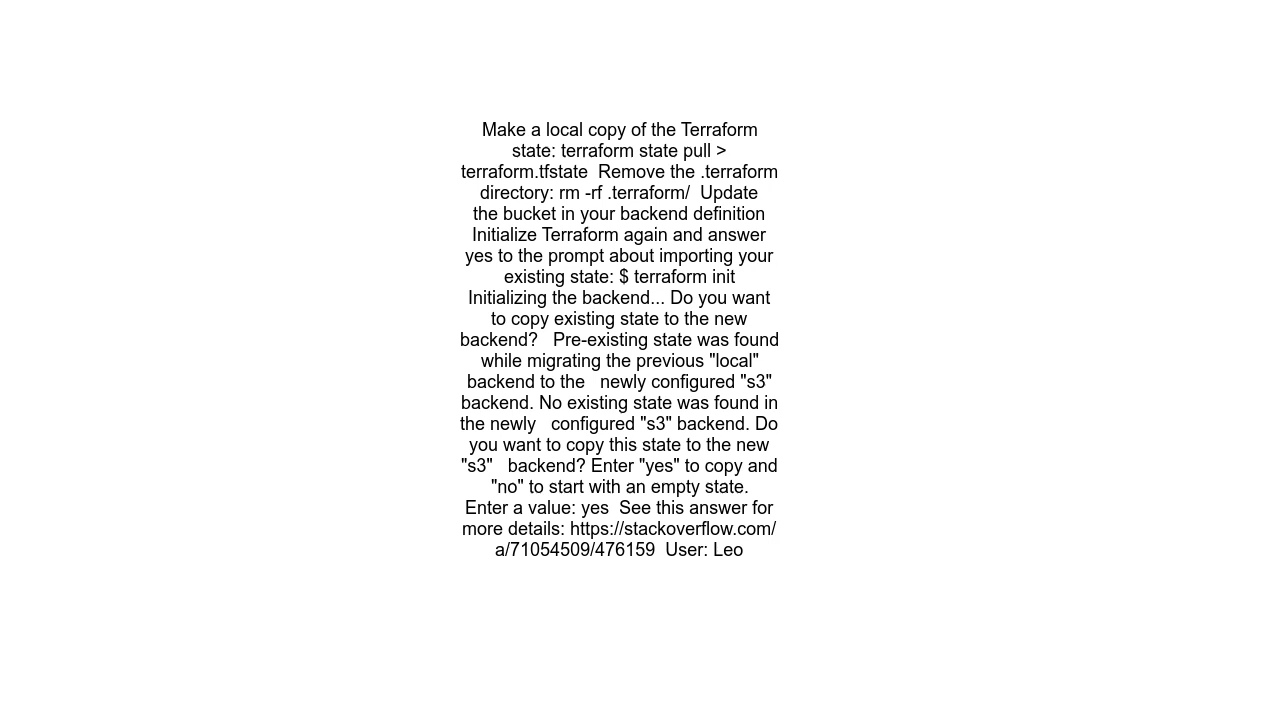 Make a local copy of the Terraform
state: terraform state pull >
terraform.tfstate  Remove the .terraform
directory: rm -rf .terraform/  Update
the bucket in your backend definition
Initialize Terraform again and answer
yes to the prompt about importing your
existing state: $ terraform init
Initializing the backend... Do you want
to copy existing state to the new
backend?   Pre-existing state was found
while migrating the previous "local"
backend to the   newly configured "s3"
backend. No existing state was found in
the newly   configured "s3" backend. Do
you want to copy this state to the new
"s3"   backend? Enter "yes" to copy and
"no" to start with an empty state.
Enter a value: yes  See this answer for
more details: https://stackoverflow.com/
a/71054509/476159  User: Leo